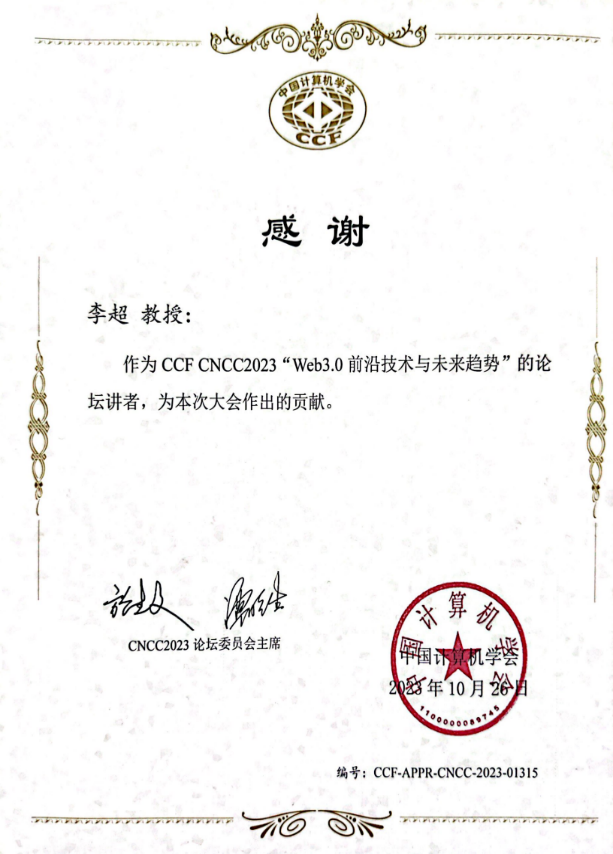 中国计算机学会
CCF
感 谢
李超 教授：
作为 CCF CNCC2023“Web3.0 前沿技术与未来趋势”的论
坛讲者，为本次大会作出的贡献。
CNCC2023 论坛委员会主席
中国计算机学会
中国计算机学会
2023 年 10 月 26 日
1100000089745
编号：CCF-APPR-CNCC-2023-01315